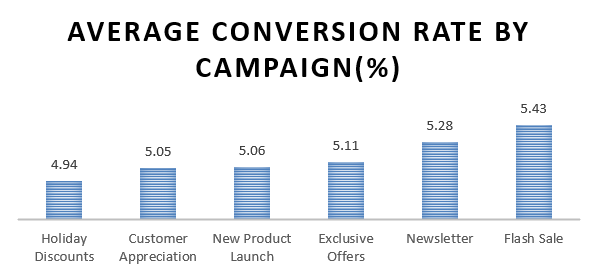 AVERAGE CONVERSION RATE BY
CAMPAIGN(%)
4.94
5.05
5.06
5.11
5.28
5.43
Holiday
Discounts
Customer
Appreciation
New Product
Launch
Exclusive
Offers
Newsletter
Flash Sale